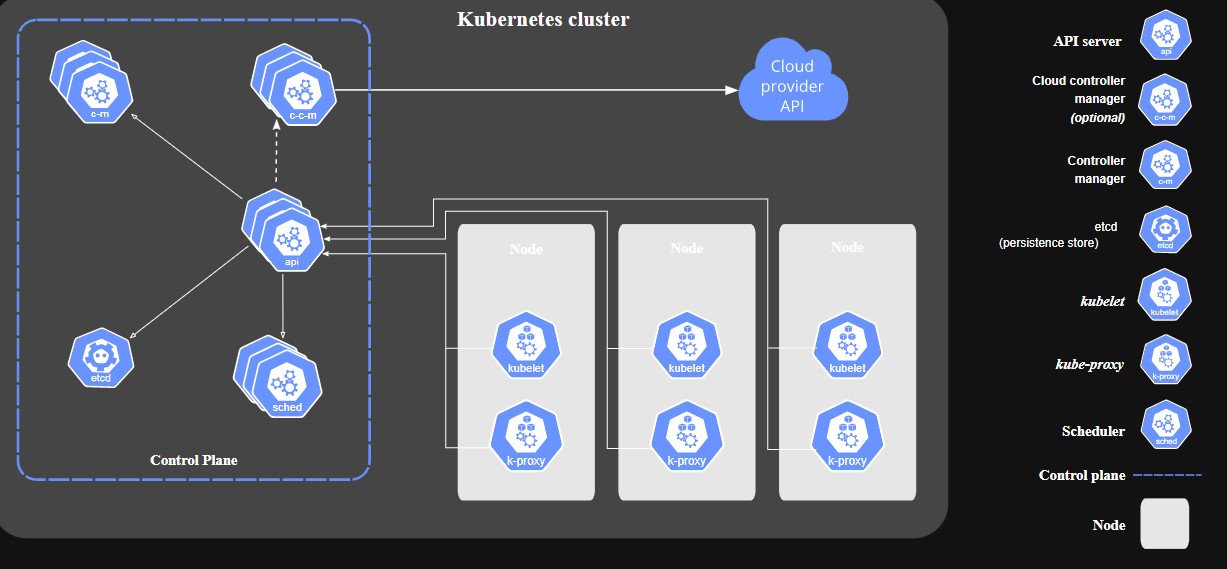 Kubernetes cluster
c-m
c-c-m
Cloud
provider
API
api
etcd
sched
Control Plane
Node
Node
Node
kubelet
kubelet
kubelet
k-proxy
k-proxy
k-proxy
API server
api
Cloud controller
manager
(optional)
c-c-m
Controller
manager
c-m
etcd
(persistence store)
etcd
kubelet
kubelet
kube-proxy
k-proxy
Scheduler
sched
Control plane
Node